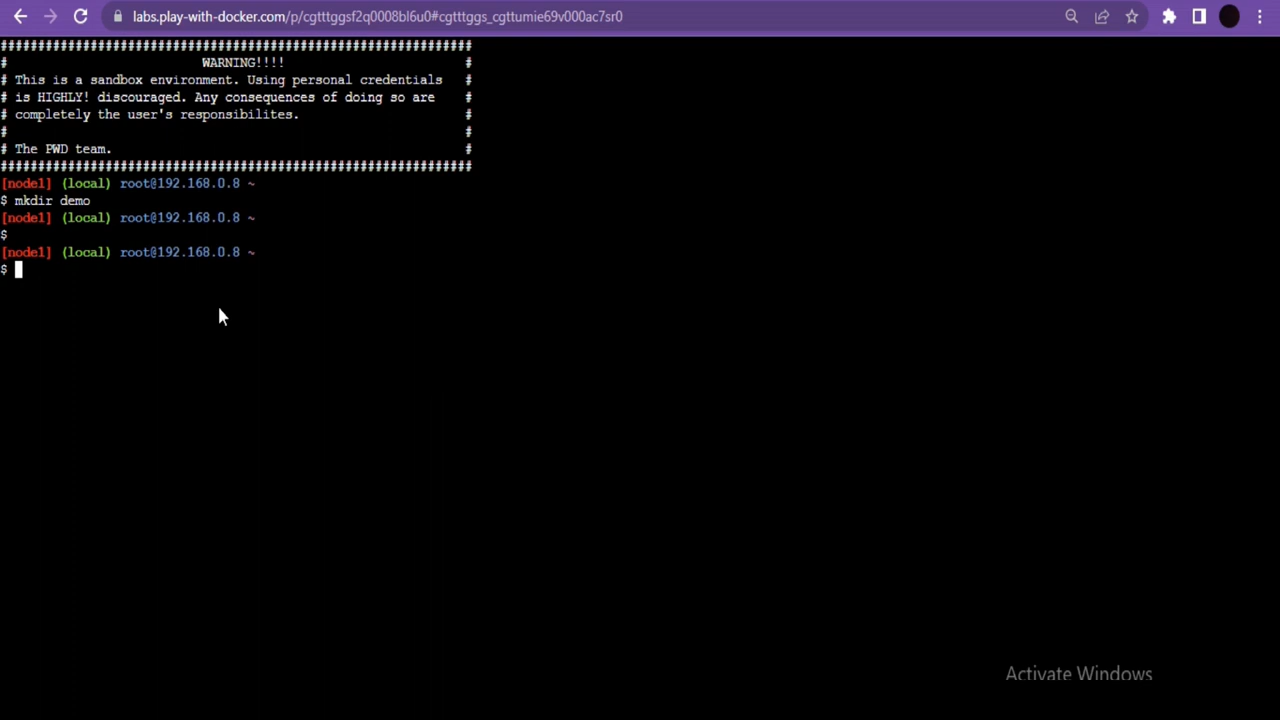 labs.play-with-docker.com/p/cgtttggsf2q0008bl6u0#cgtttggs_cgttumie69v000ac7sr0
###############################################################
# WARNING!!!! #
# This is a sandbox environment. Using personal credentials #
# is HIGHLY! discouraged. Any consequences of doing so are #
# completely the user's responsibilites. #
# #
# The PWD team. #
###############################################################
[node1] (local) root@192.168.0.8 ~
$ mkdir demo
[node1] (local) root@192.168.0.8 ~
$
[node1] (local) root@192.168.0.8 ~
$
Activate Windows